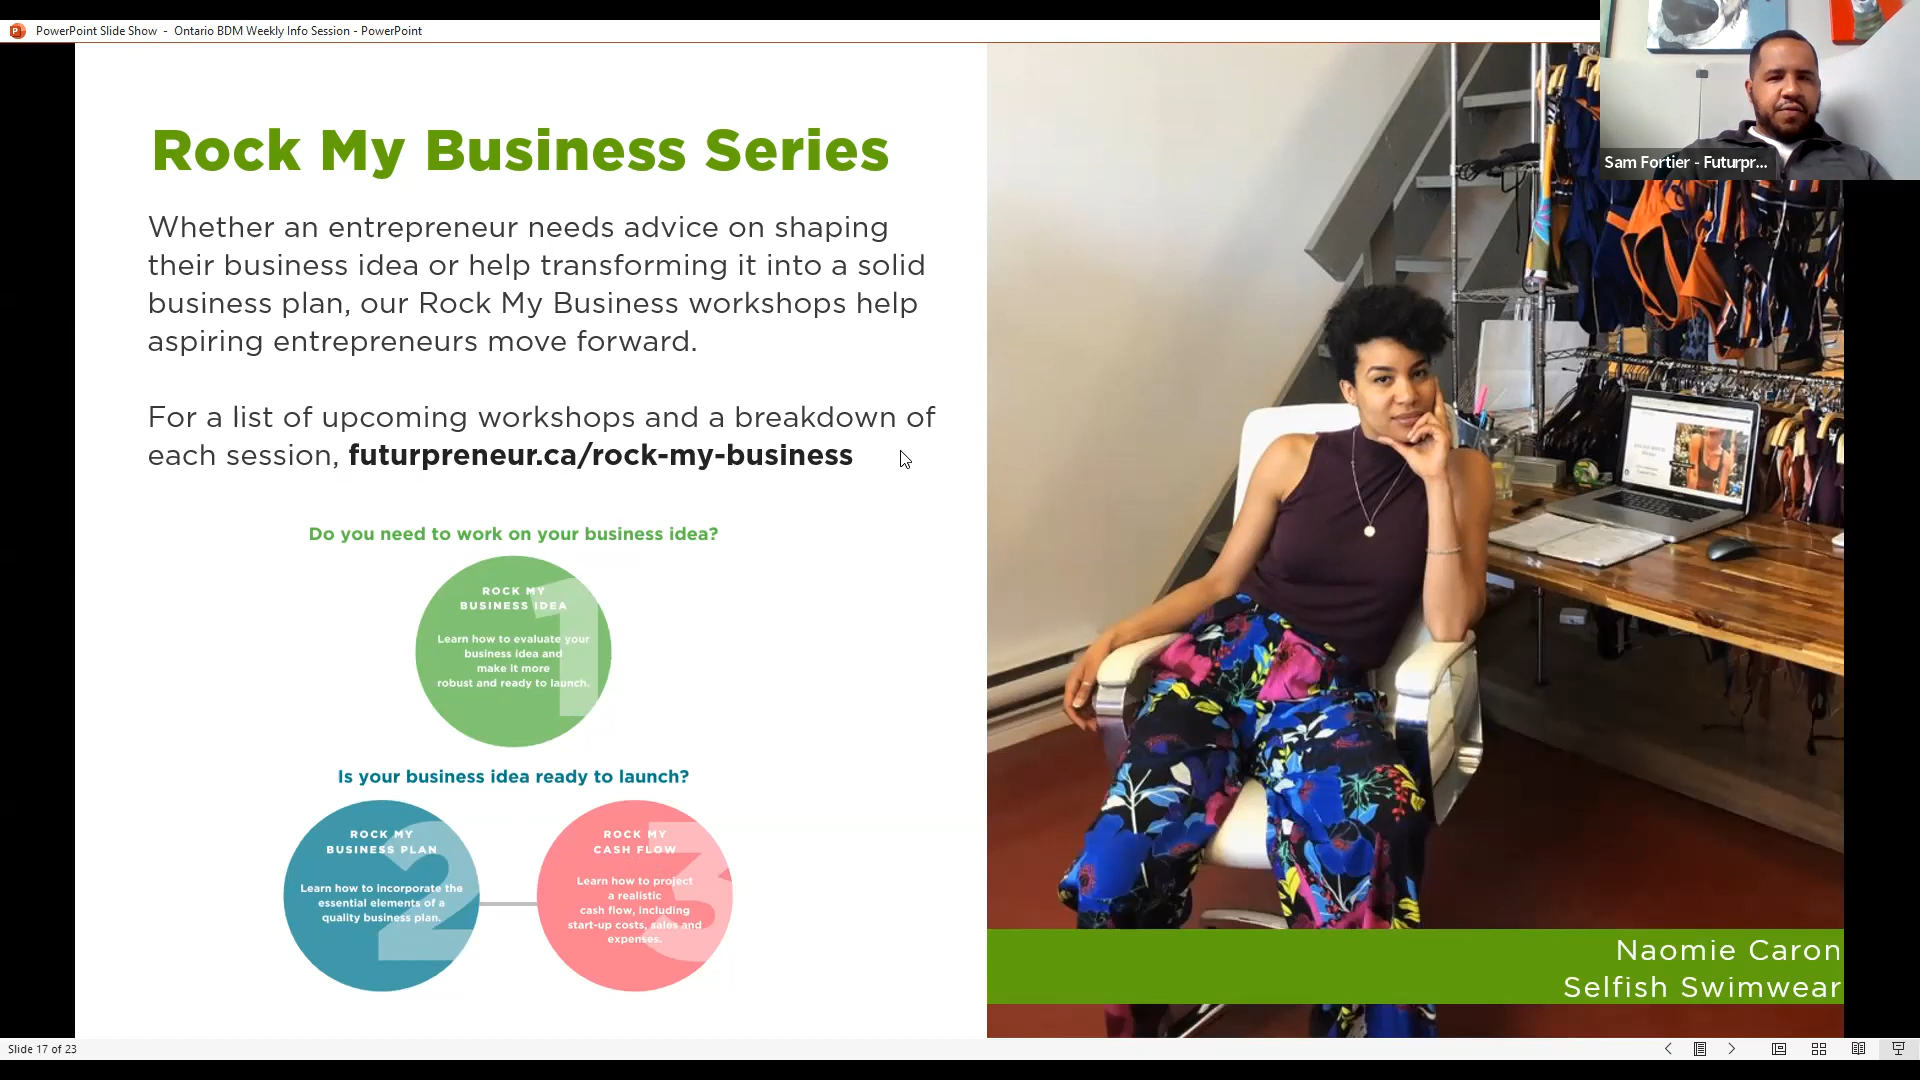 PowerPoint Slide Show - Ontario BDM Weekly Info Session - PowerPoint
Sam Fortier - Futurpr...
Rock My Business Series
Whether an entrepreneur needs advice on shaping
their business idea or help transforming it into a solid
business plan, our Rock My Business workshops help
aspiring entrepreneurs move forward.
For a list of upcoming workshops and a breakdown of
each session, futurpreneur.ca/rock-my-business
Do you need to work on your business idea?
1
ROCK MY
BUSINESS IDEA
Learn how to evaluate your
business idea and
make it more
robust and ready to launch.
Is your business idea ready to launch?
2
ROCK MY
BUSINESS PLAN
Learn how to incorporate the
essential elements of a
quality business plan.
3
ROCK MY
CASH FLOW
Learn how to project
a realistic
cash flow, including
start-up costs, sales and
expenses.
Naomie Caron
Selfish Swimwear
Slide 17 of 23